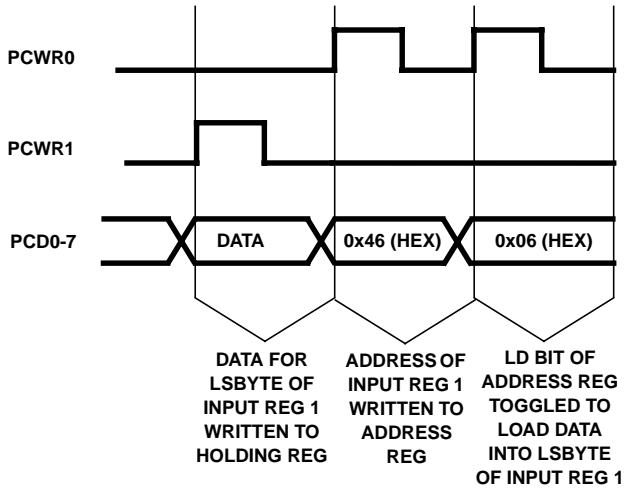 PCWR0
PCWR1
PCD0-7
DATA
0x46 (HEX)
0x06 (HEX)
DATA FOR
LSBYTE OF
INPUT REG 1
WRITTEN TO
HOLDING REG
ADDRESS OF
INPUT REG 1
WRITTEN TO
ADDRESS
REG
LD BIT OF
ADDRESS REG
TOGGLED TO
LOAD DATA
INTO LSBYTE
OF INPUT REG 1